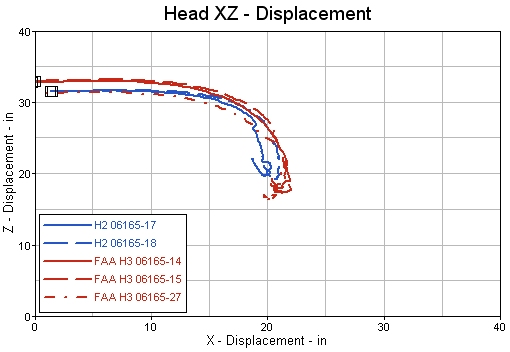 Head XZ - Displacement
40
30
20
10
0
Z - Displacement - in
H2 06165-17
H2 06165-18
FAA H3 06165-14
FAA H3 06165-15
FAA H3 06165-27
0 10 20 30 40
X - Displacement - in